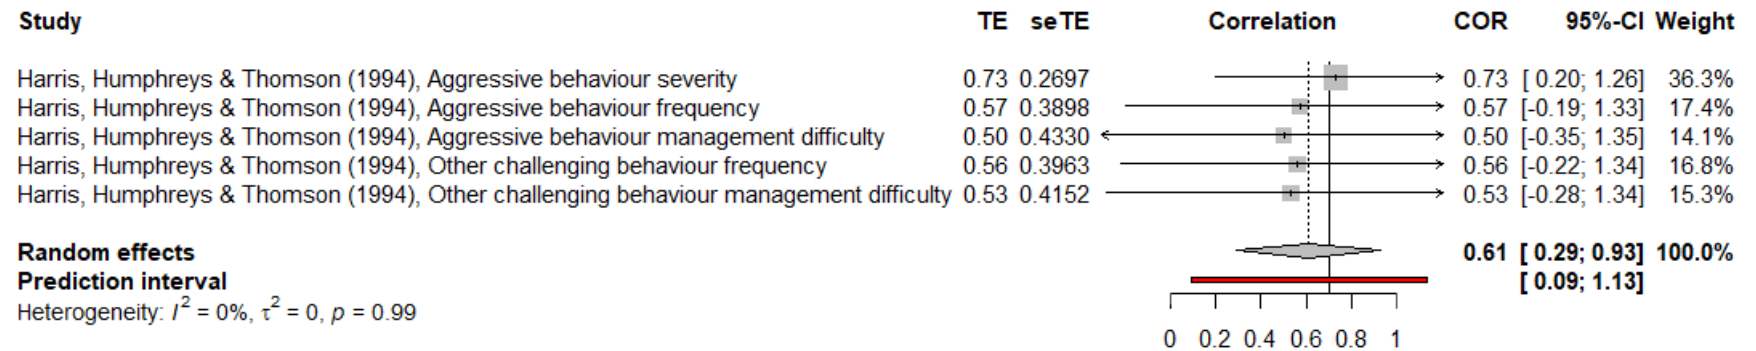 Study TE seTE Correlation COR 95%-CI Weight
Harris, Humphreys & Thomson (1994), Aggressive behaviour severity 0.73 0.2697 0.73 [ 0.20; 1.26] 36.3%
Harris, Humphreys & Thomson (1994), Aggressive behaviour frequency 0.57 0.3898 0.57 [-0.19; 1.33] 17.4%
Harris, Humphreys & Thomson (1994), Aggressive behaviour management difficulty 0.50 0.4330 0.50 [-0.35; 1.35] 14.1%
Harris, Humphreys & Thomson (1994), Other challenging behaviour frequency 0.56 0.3963 0.56 [-0.22; 1.34] 16.8%
Harris, Humphreys & Thomson (1994), Other challenging behaviour management difficulty 0.53 0.4152 0.53 [-0.28; 1.34] 15.3%
Random effects 0.61 [ 0.29; 0.93] 100.0%
Prediction interval [ 0.09; 1.13]
Heterogeneity: I² = 0%, τ² = 0, p = 0.99
0 0.2 0.4 0.6 0.8 1